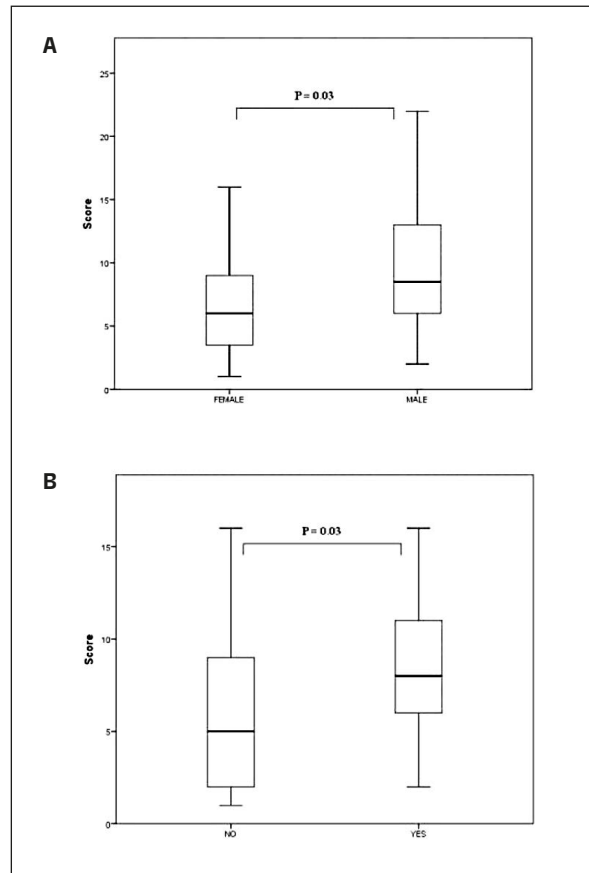 A
25
P = 0.03
20
15
Score
10
5
0
FEMALE MALE
B
P = 0.03
15
10
Score
5
0
NO YES